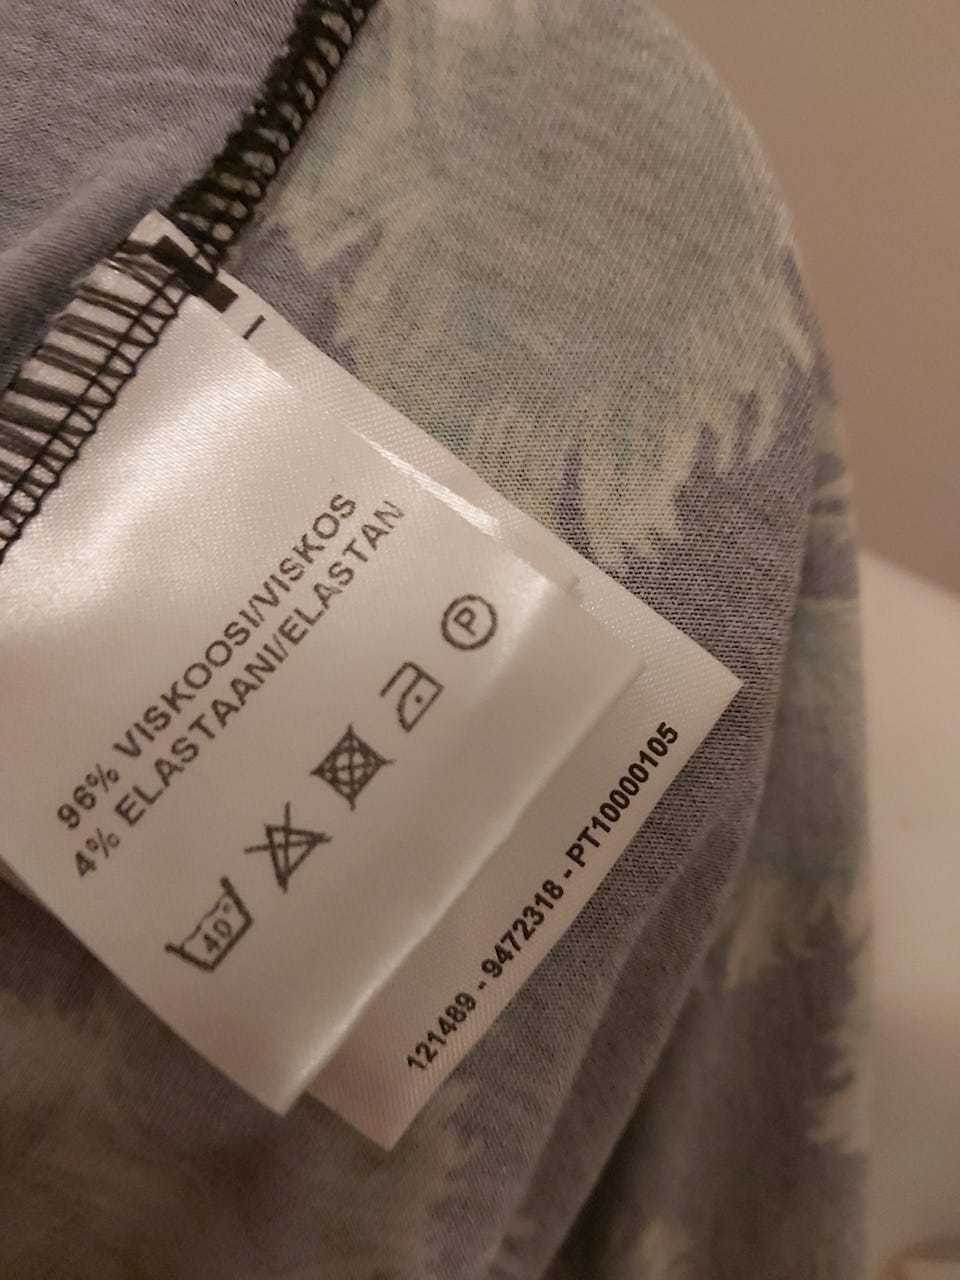 96% VISKOOSI/VISKOS
4% ELASTAANI/ELASTAN
40°
P
121489 - 9472318 - PT10000105